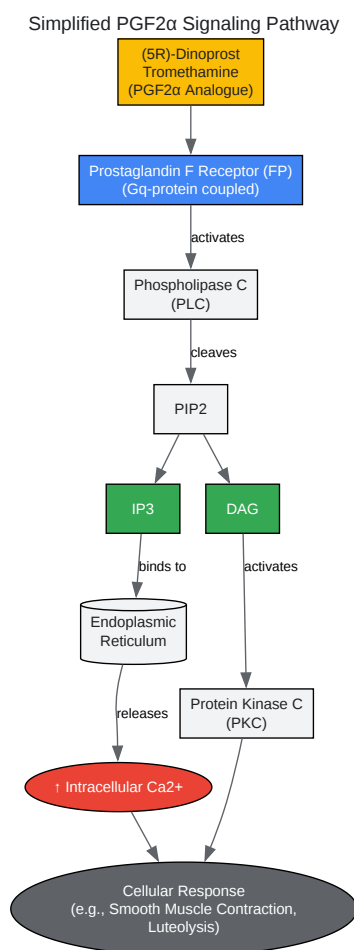 Simplified PGF2α Signaling Pathway
(5R)-Dinoprost
Tromethamine
(PGF2α Analogue)
Prostaglandin F Receptor (FP)
(Gq-protein coupled)
activates
Phospholipase C
(PLC)
cleaves
PIP2
IP3
DAG
binds to
activates
Endoplasmic
Reticulum
releases
Protein Kinase C
(PKC)
↑ Intracellular Ca2+
Cellular Response
(e.g., Smooth Muscle Contraction,
Luteolysis)